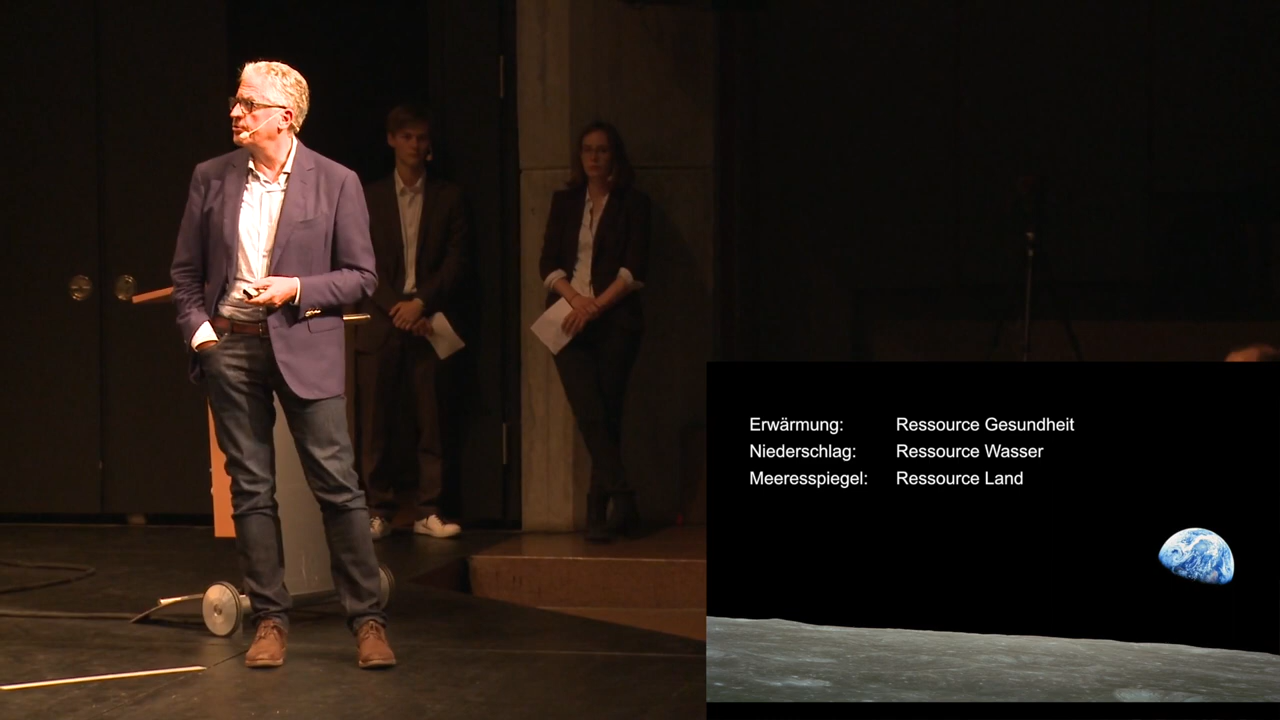 Erwärmung: Ressource Gesundheit
Niederschlag: Ressource Wasser
Meeresspiegel: Ressource Land